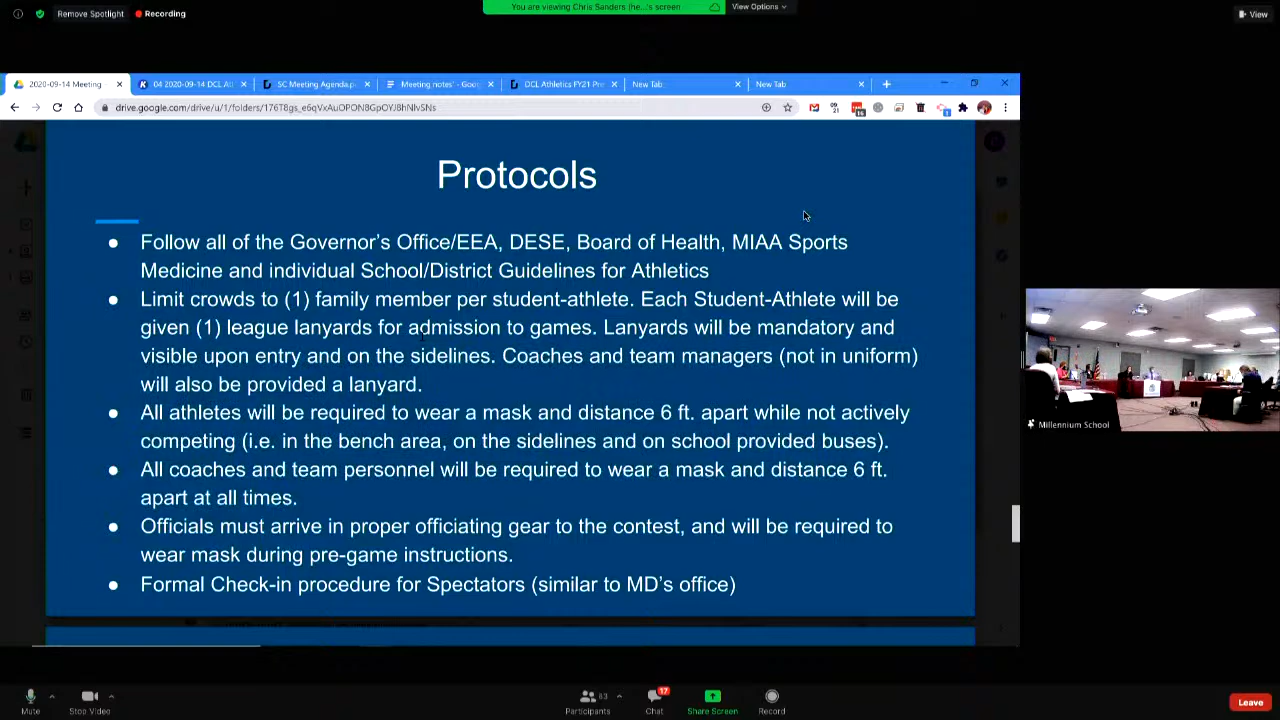 Remove Spotlight
Recording
You are viewing Chris Sanders (he...'s screen
View Options
View
2020-09-14 Meeting
04 2020-09-14 DCL Atl
SC Meeting Agenda.p
Meeting notes' - Goo
DCL Athletics FY21 Pre
New Tab
New Tab
Protocols
Follow all of the Governor's Office/EEA, DESE, Board of Health, MIAA Sports
Medicine and individual School/District Guidelines for Athletics
Limit crowds to (1) family member per student-athlete. Each Student-Athlete will be
given (1) league lanyards for admission to games. Lanyards will be mandatory and
visible upon entry and on the sidelines. Coaches and team managers (not in uniform)
will also be provided a lanyard.
All athletes will be required to wear a mask and distance 6 ft. apart while not actively
competing (i.e. in the bench area, on the sidelines and on school provided buses).
All coaches and team personnel will be required to wear a mask and distance 6 ft.
apart at all times.
Officials must arrive in proper officiating gear to the contest, and will be required to
wear mask during pre-game instructions.
Formal Check-in procedure for Spectators (similar to MD's office)
Millennium School
Mute
Stop Video
Participants
83
Chat
17
Share Screen
Record
Leave